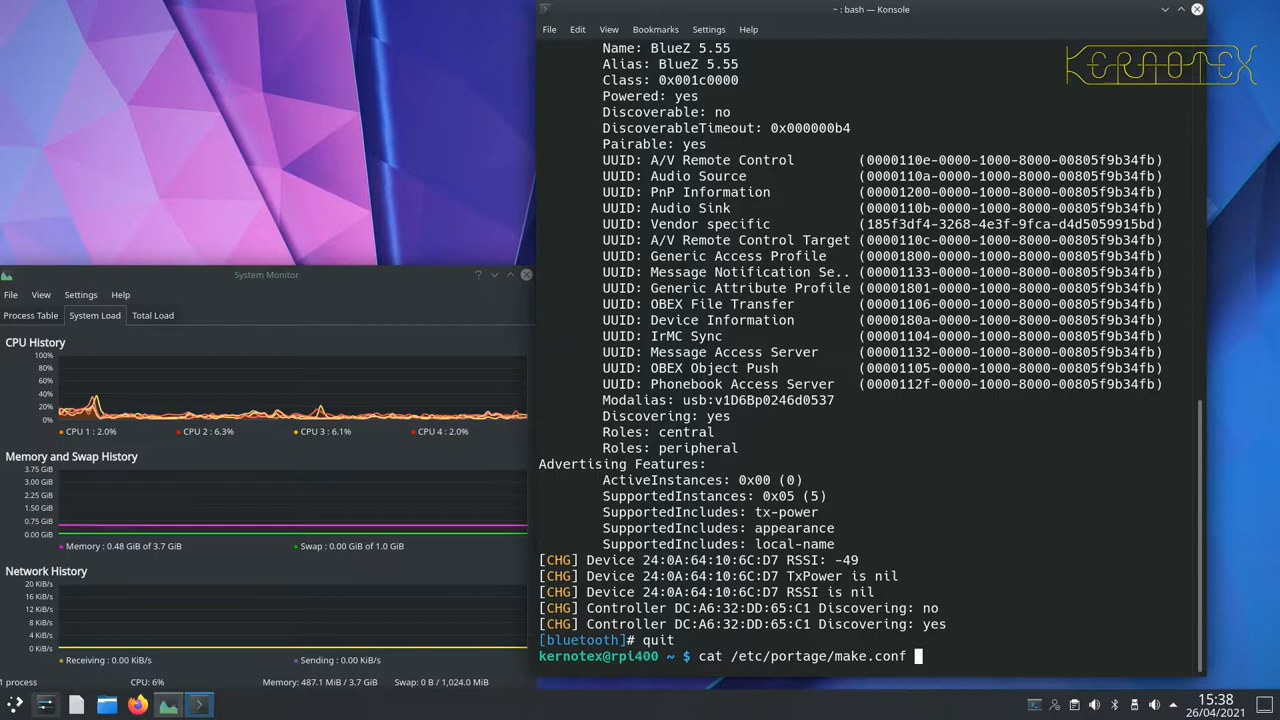 ~ : bash — Konsole
File Edit View Bookmarks Settings Help
KERNOTEX
Name: BlueZ 5.55
Alias: BlueZ 5.55
Class: 0x001c0000
Powered: yes
Discoverable: no
DiscoverableTimeout: 0x000000b4
Pairable: yes
UUID: A/V Remote Control (0000110e-0000-1000-8000-00805f9b34fb)
UUID: Audio Source (0000110a-0000-1000-8000-00805f9b34fb)
UUID: PnP Information (00001200-0000-1000-8000-00805f9b34fb)
UUID: Audio Sink (0000110b-0000-1000-8000-00805f9b34fb)
UUID: Vendor specific (185f3df4-3268-4e3f-9fca-d4d5059915bd)
UUID: A/V Remote Control Target (0000110c-0000-1000-8000-00805f9b34fb)
UUID: Generic Access Profile (00001800-0000-1000-8000-00805f9b34fb)
UUID: Message Notification Se.. (00001133-0000-1000-8000-00805f9b34fb)
UUID: Generic Attribute Profile (00001801-0000-1000-8000-00805f9b34fb)
UUID: OBEX File Transfer (00001106-0000-1000-8000-00805f9b34fb)
UUID: Device Information (0000180a-0000-1000-8000-00805f9b34fb)
UUID: IrMC Sync (00001104-0000-1000-8000-00805f9b34fb)
UUID: Message Access Server (00001132-0000-1000-8000-00805f9b34fb)
UUID: OBEX Object Push (00001105-0000-1000-8000-00805f9b34fb)
UUID: Phonebook Access Server (0000112f-0000-1000-8000-00805f9b34fb)
Modalias: usb:v1D6Bp0246d0537
Discovering: yes
Roles: central
Roles: peripheral
Advertising Features:
ActiveInstances: 0x00 (0)
SupportedInstances: 0x05 (5)
SupportedIncludes: tx-power
SupportedIncludes: appearance
SupportedIncludes: local-name
[CHG] Device 24:0A:64:10:6C:D7 RSSI: -49
[CHG] Device 24:0A:64:10:6C:D7 TxPower is nil
[CHG] Device 24:0A:64:10:6C:D7 RSSI is nil
[CHG] Controller DC:A6:32:DD:65:C1 Discovering: no
[CHG] Controller DC:A6:32:DD:65:C1 Discovering: yes
[bluetooth]# quit
kernotex@rpi400 ~ $ cat /etc/portage/make.conf
System Monitor
File View Settings Help
Process Table System Load Total Load
CPU History
100%
80%
60%
40%
20%
0%
CPU 1 : 2.0% CPU 2 : 6.3% CPU 3 : 6.1% CPU 4 : 2.0%
Memory and Swap History
3.75 GiB
3.00 GiB
2.25 GiB
1.50 GiB
0.75 GiB
0.00 GiB
Memory : 0.48 GiB of 3.7 GiB Swap : 0.00 GiB of 1.0 GiB
Network History
20 KiB/s
16 KiB/s
12 KiB/s
8 KiB/s
4 KiB/s
0 KiB/s
Receiving : 0.00 KiB/s Sending : 0.00 KiB/s
1 process CPU: 6% Memory: 487.1 MiB / 3.7 GiB Swap: 0 B / 1,024.0 MiB
15:38
26/04/2021